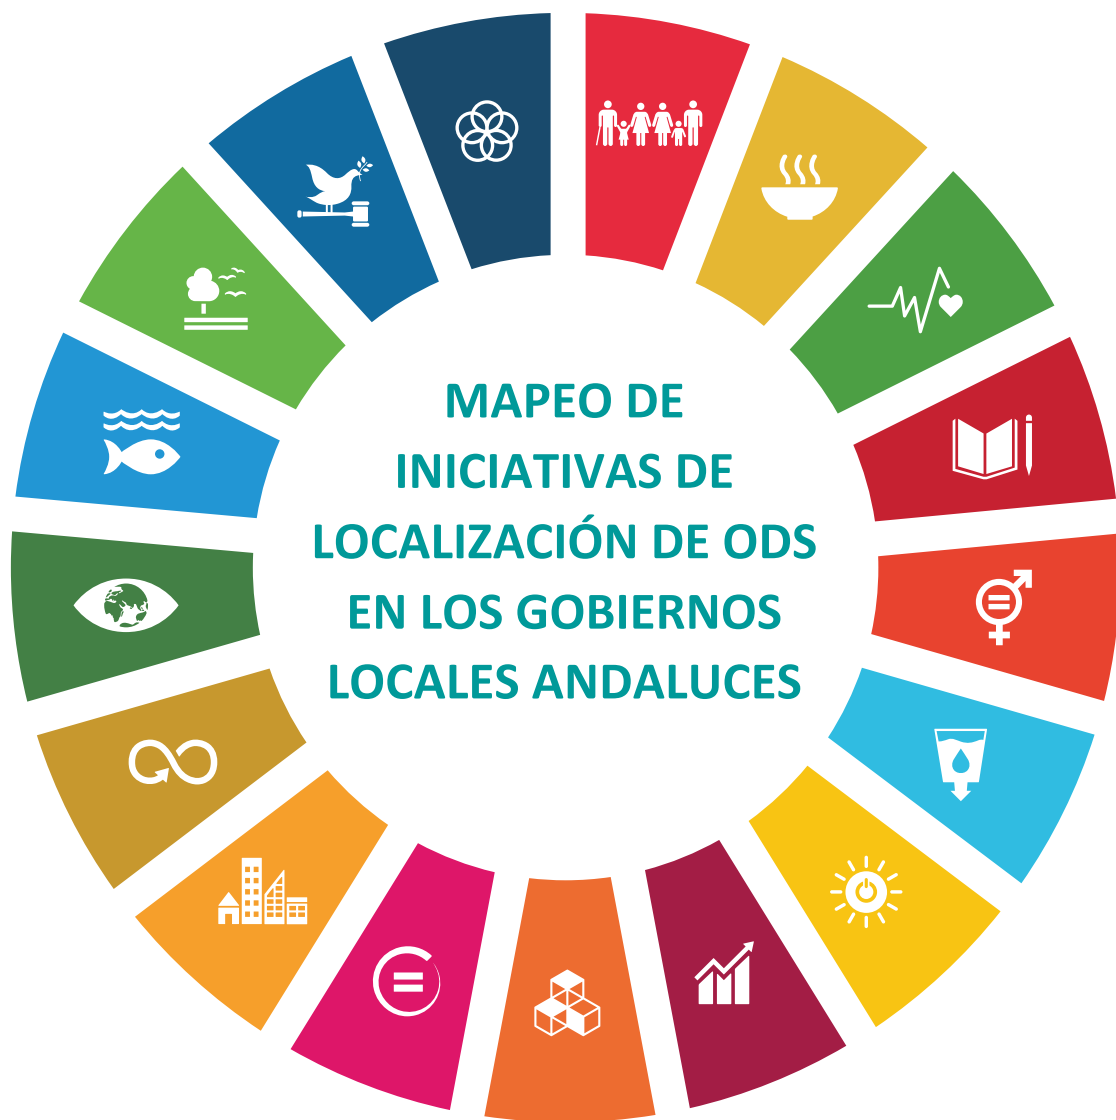 MAPEO DE
INICIATIVAS DE
LOCALIZACIÓN DE ODS
EN LOS GOBIERNOS
LOCALES ANDALUCES